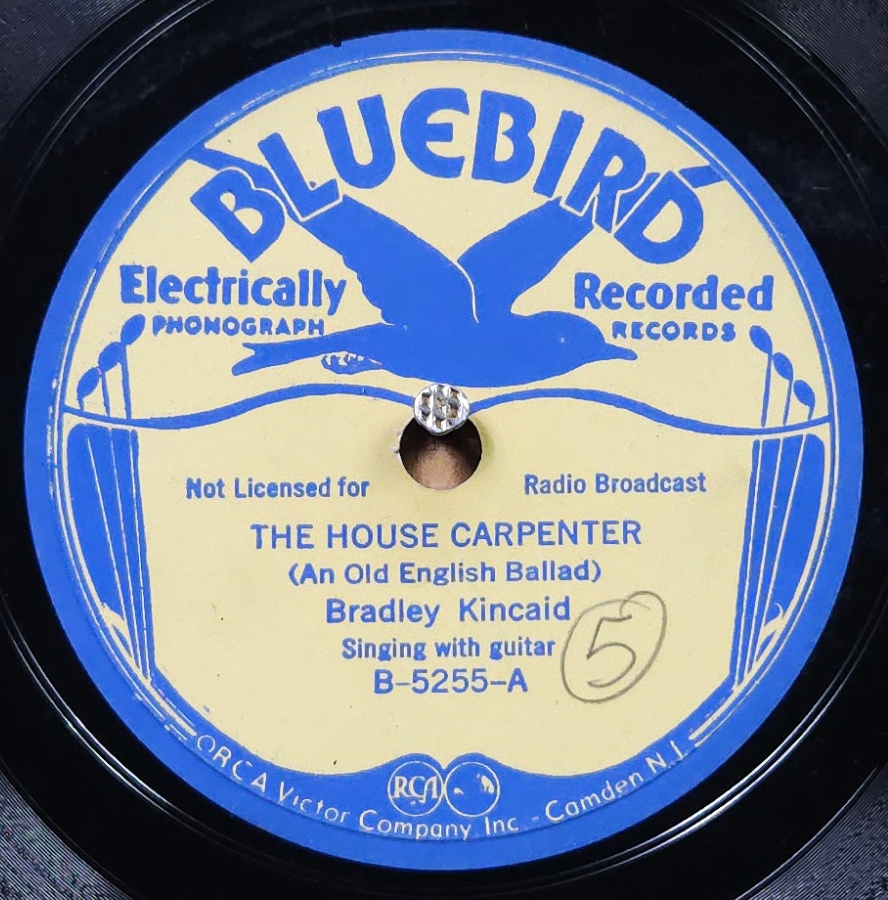 BLUEBIRD
Electrically Recorded
PHONOGRAPH RECORDS
Not Licensed for Radio Broadcast
THE HOUSE CARPENTER
(An Old English Ballad)
Bradley Kincaid
Singing with guitar
5
B-5255-A
RCA
RCA Victor Company Inc. - Camden N.J.